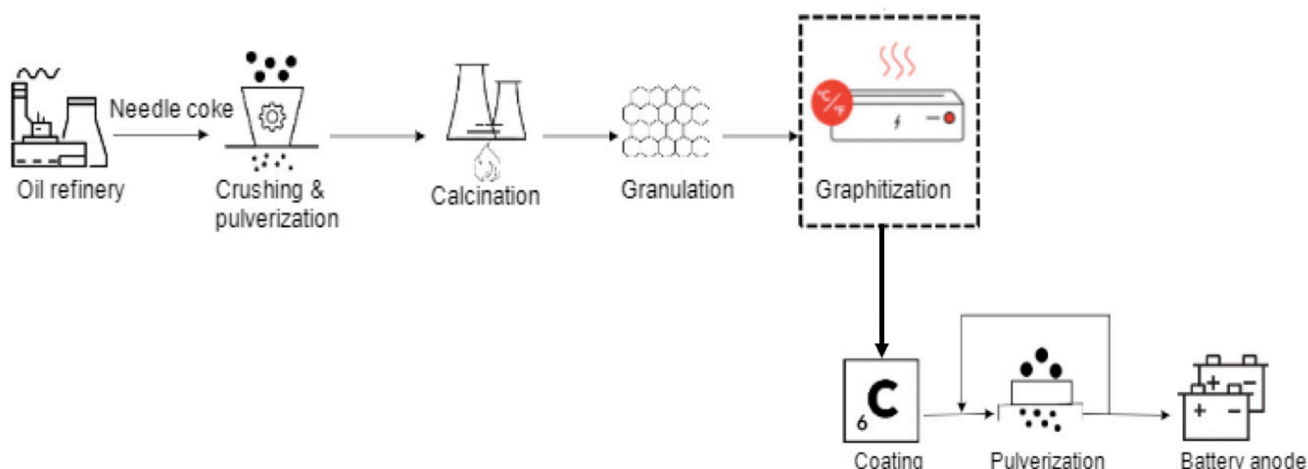 Needle coke
Oil refinery
Crushing &
pulverization
Calcination
Granulation
°C/°F
Graphitization
6 C
Coating
Pulverization
+ -
+ -
Battery anode